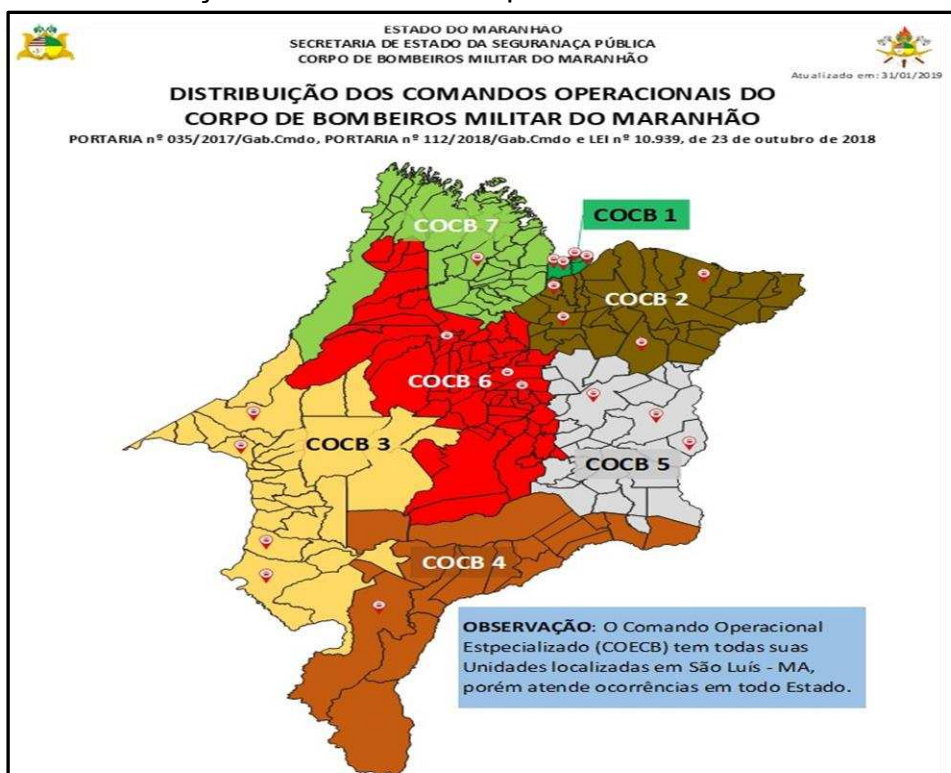 ESTADO DO MARANHÃO
SECRETARIA DE ESTADO DA SEGURANAÇA PÚBLICA
CORPO DE BOMBEIROS MILITAR DO MARANHÃO
Atualizado em: 31/01/2019
DISTRIBUIÇÃO DOS COMANDOS OPERACIONAIS DO
CORPO DE BOMBEIROS MILITAR DO MARANHÃO
PORTARIA nº 035/2017/Gab.Cmdo, PORTARIA nº 112/2018/Gab.Cmdo e LEI nº 10.939, de 23 de outubro de 2018
COCB 1
COCB 7
COCB 2
COCB 6
COCB 3
COCB 5
COCB 4
OBSERVAÇÃO: O Comando Operacional
Estpecializado (COECB) tem todas suas
Unidades localizadas em São Luís - MA,
porém atende ocorrências em todo Estado.